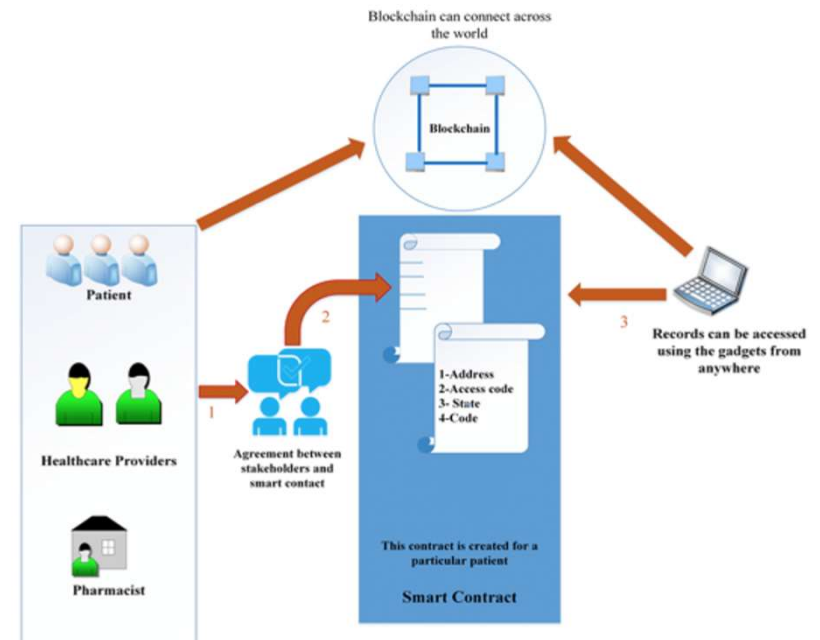 Blockchain can connect across
the world
Blockchain
Patient
Healthcare Providers
Pharmacist
1
Agreement between
stakeholders and
smart contact
2
1-Address
2-Access code
3- State
4-Code
This contract is created for a
particular patient
Smart Contract
3
Records can be accessed
using the gadgets from
anywhere